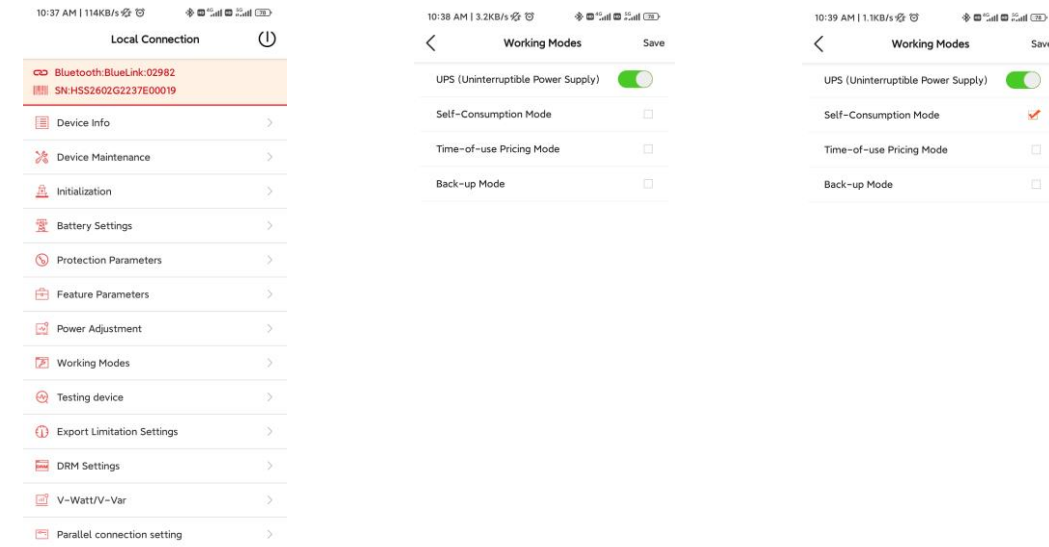 10:37 AM | 114KB/s
Local Connection
Bluetooth:BlueLink:02982
SN:HSS2602G2237E00019
Device Info
Device Maintenance
Initialization
Battery Settings
Protection Parameters
Feature Parameters
Power Adjustment
Working Modes
Testing device
Export Limitation Settings
DRM Settings
V-Watt/V-Var
Parallel connection setting
10:38 AM | 3.2KB/s
Working Modes Save
UPS (Uninterruptible Power Supply)
Self-Consumption Mode
Time-of-use Pricing Mode
Back-up Mode
10:39 AM | 1.1KB/s
Working Modes Save
UPS (Uninterruptible Power Supply)
Self-Consumption Mode
Time-of-use Pricing Mode
Back-up Mode